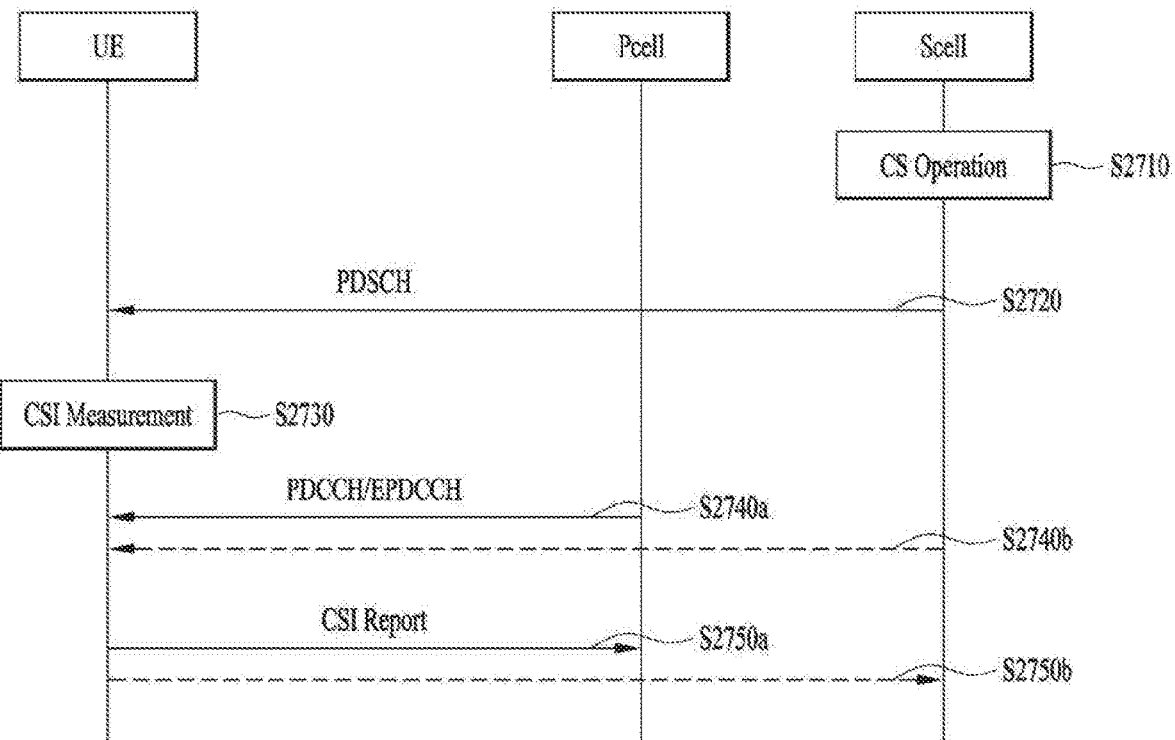 UE
Pcell
Scell
CS Operation
S2710
PDSCH
S2720
CSI Measurement
S2730
PDCCH/EPDCCH
S2740a
S2740b
CSI Report
S2750a
S2750b